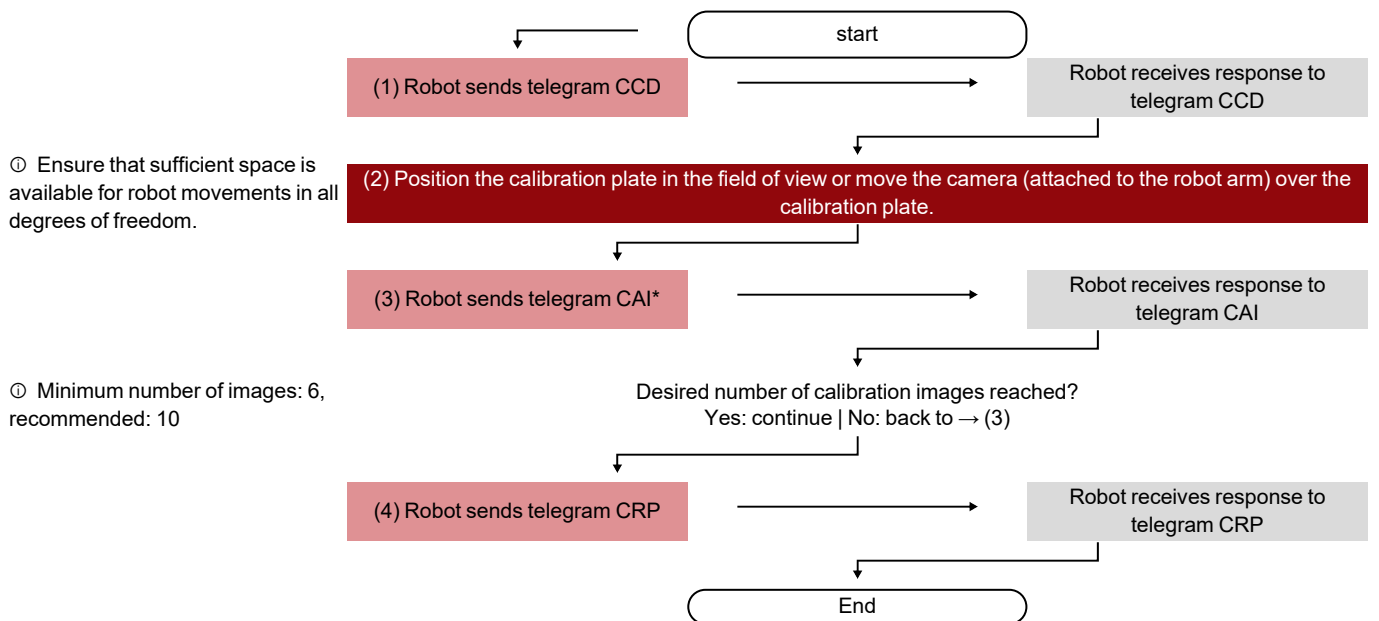 start
(1) Robot sends telegram CCD
Robot receives response to
telegram CCD
ⓘ Ensure that sufficient space is
available for robot movements in all
degrees of freedom.
(2) Position the calibration plate in the field of view or move the camera (attached to the robot arm) over the
calibration plate.
(3) Robot sends telegram CAI*
Robot receives response to
telegram CAI
ⓘ Minimum number of images: 6,
recommended: 10
Desired number of calibration images reached?
Yes: continue | No: back to → (3)
(4) Robot sends telegram CRP
Robot receives response to
telegram CRP
End